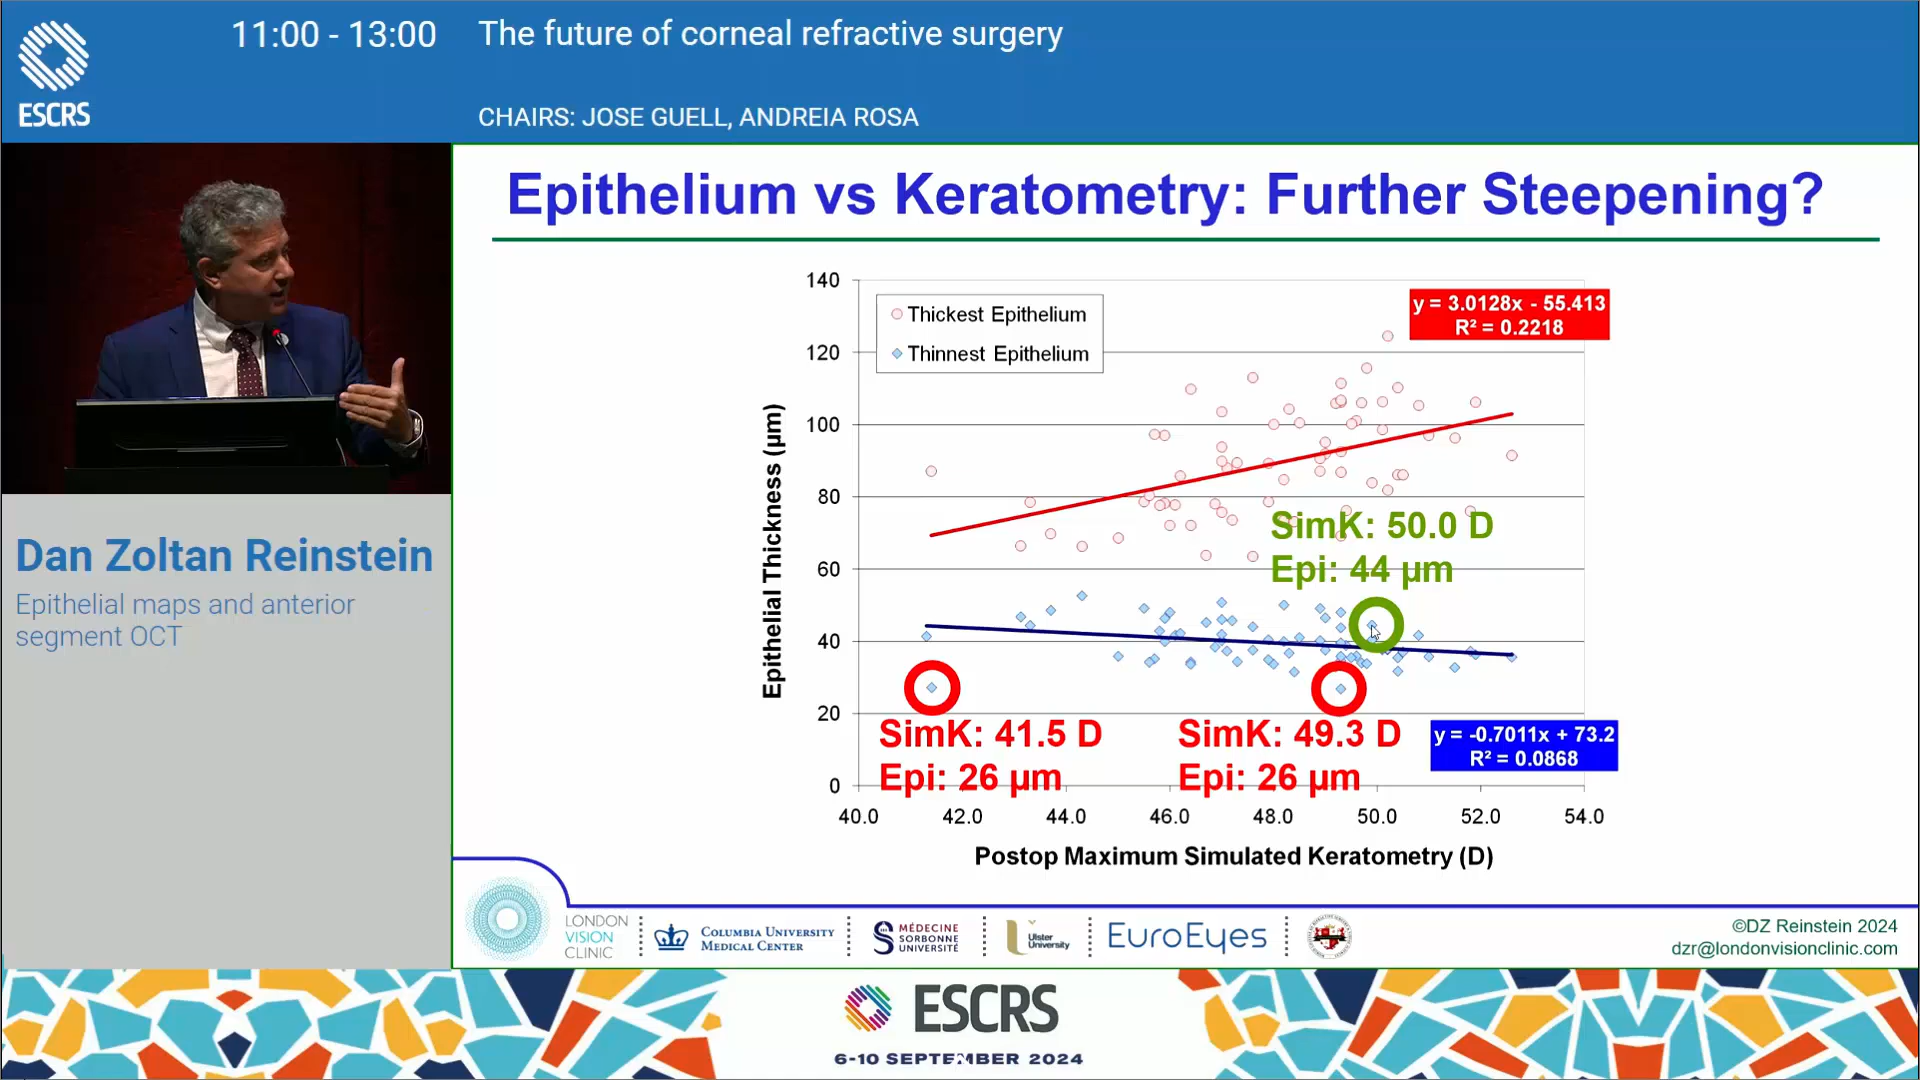 11:00 - 13:00
The future of corneal refractive surgery
ESCRS
CHAIRS: JOSE GUELL, ANDREIA ROSA
Epithelium vs Keratometry: Further Steepening?
Dan Zoltan Reinstein
Epithelial maps and anterior
segment OCT
Thickest Epithelium
Thinnest Epithelium
y = 3.0128x - 55.413
R² = 0.2218
Epithelial Thickness (µm)
140
120
100
80
60
40
20
0
SimK: 50.0 D
Epi: 44 µm
SimK: 41.5 D
Epi: 26 µm
SimK: 49.3 D
Epi: 26 µm
y = -0.7011x + 73.2
R² = 0.0868
40.0 42.0 44.0 46.0 48.0 50.0 52.0 54.0
Postop Maximum Simulated Keratometry (D)
LONDON
VISION
CLINIC
COLUMBIA UNIVERSITY
MEDICAL CENTER
MÉDECINE
SORBONNE
UNIVERSITÉ
Ulster
University
EuroEyes
©DZ Reinstein 2024
dzr@londonvisionclinic.com
ESCRS
6-10 SEPTEMBER 2024